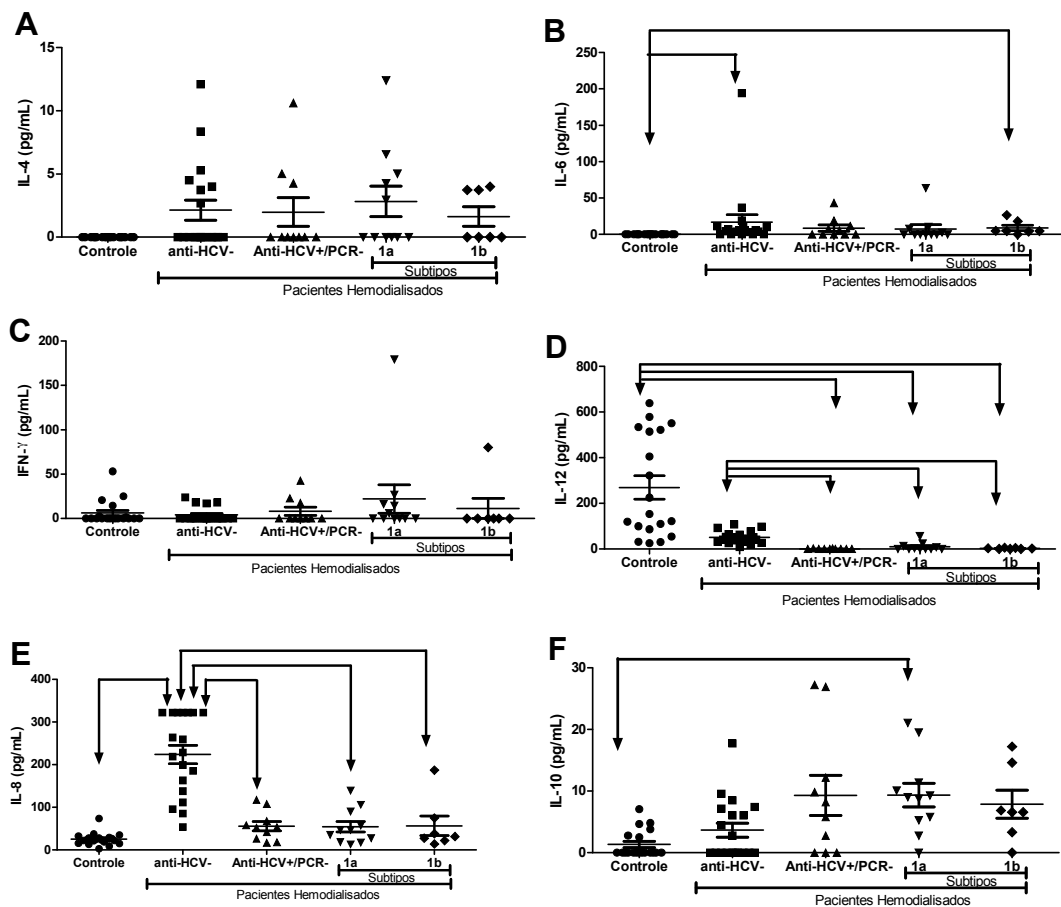 A
IL-4 (pg/mL)
15
10
5
0
Controle
anti-HCV-
Anti-HCV+/PCR-
1a
1b
Subtipos
Pacientes Hemodialisados
B
IL-6 (pg/mL)
250
200
150
100
50
0
Controle
anti-HCV-
Anti-HCV+/PCR-
1a
1b
Subtipos
Pacientes Hemodialisados
C
IFN-γ (pg/mL)
200
150
100
50
0
Controle
anti-HCV-
Anti-HCV+/PCR-
1a
1b
Subtipos
Pacientes Hemodialisados
D
IL-12 (pg/mL)
800
600
400
200
0
Controle
anti-HCV-
Anti-HCV+/PCR-
1a
1b
Subtipos
Pacientes Hemodialisados
E
IL-8 (pg/mL)
400
300
200
100
0
Controle
anti-HCV-
Anti-HCV+/PCR-
1a
1b
Subtipos
Pacientes Hemodialisados
F
IL-10 (pg/mL)
30
20
10
0
Controle
anti-HCV-
Anti-HCV+/PCR-
1a
1b
Subtipos
Pacientes Hemodialisados